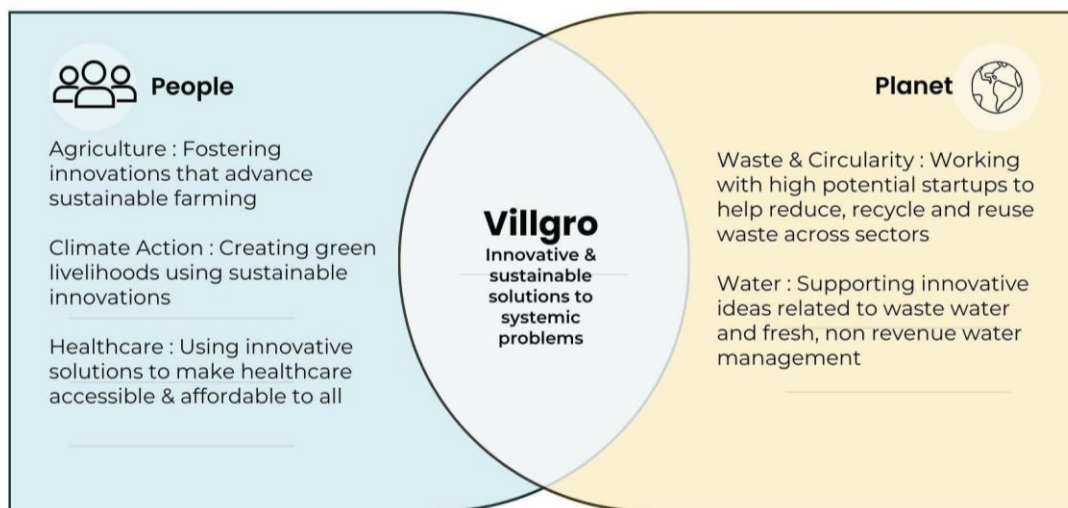 People
Agriculture : Fostering
innovations that advance
sustainable farming
Climate Action : Creating green
livelihoods using sustainable
innovations
Healthcare : Using innovative
solutions to make healthcare
accessible & affordable to all
Villgro
Innovative &
sustainable
solutions to
systemic
problems
Planet
Waste & Circularity : Working
with high potential startups to
help reduce, recycle and reuse
waste across sectors
Water : Supporting innovative
ideas related to waste water
and fresh, non revenue water
management